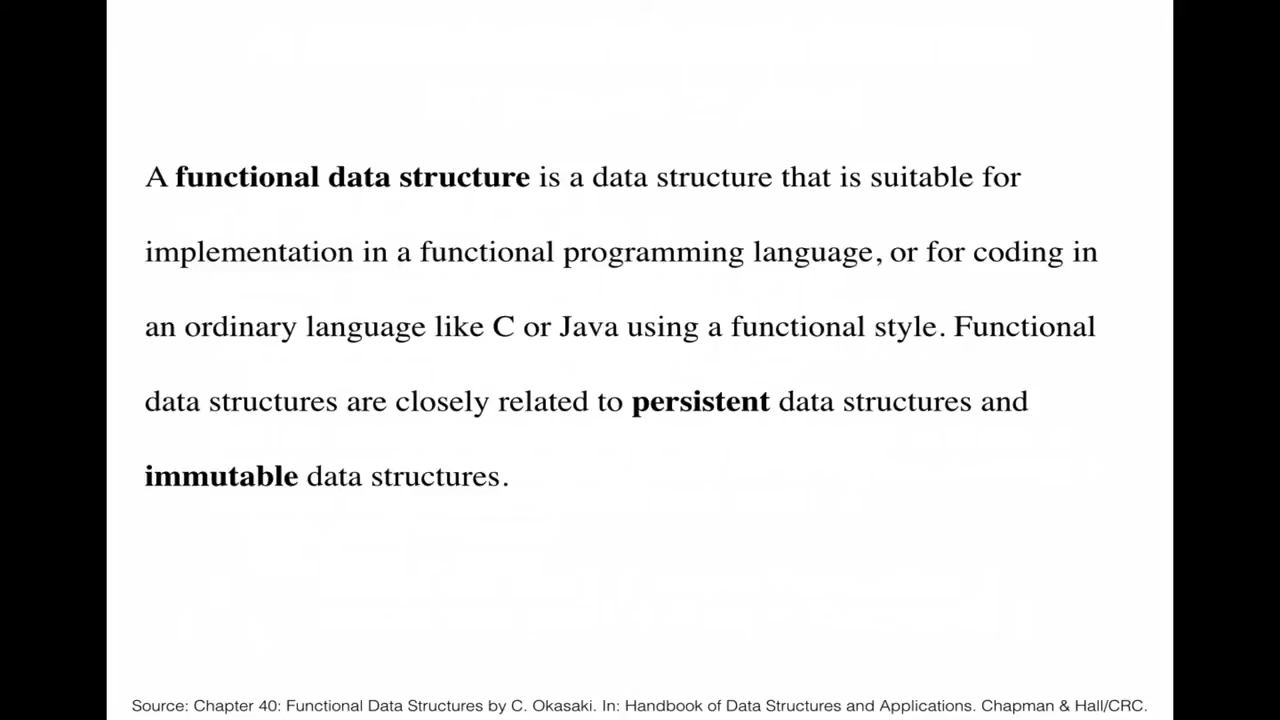 A functional data structure is a data structure that is suitable for
implementation in a functional programming language, or for coding in
an ordinary language like C or Java using a functional style. Functional
data structures are closely related to persistent data structures and
immutable data structures.
Source: Chapter 40: Functional Data Structures by C. Okasaki. In: Handbook of Data Structures and Applications. Chapman & Hall/CRC.